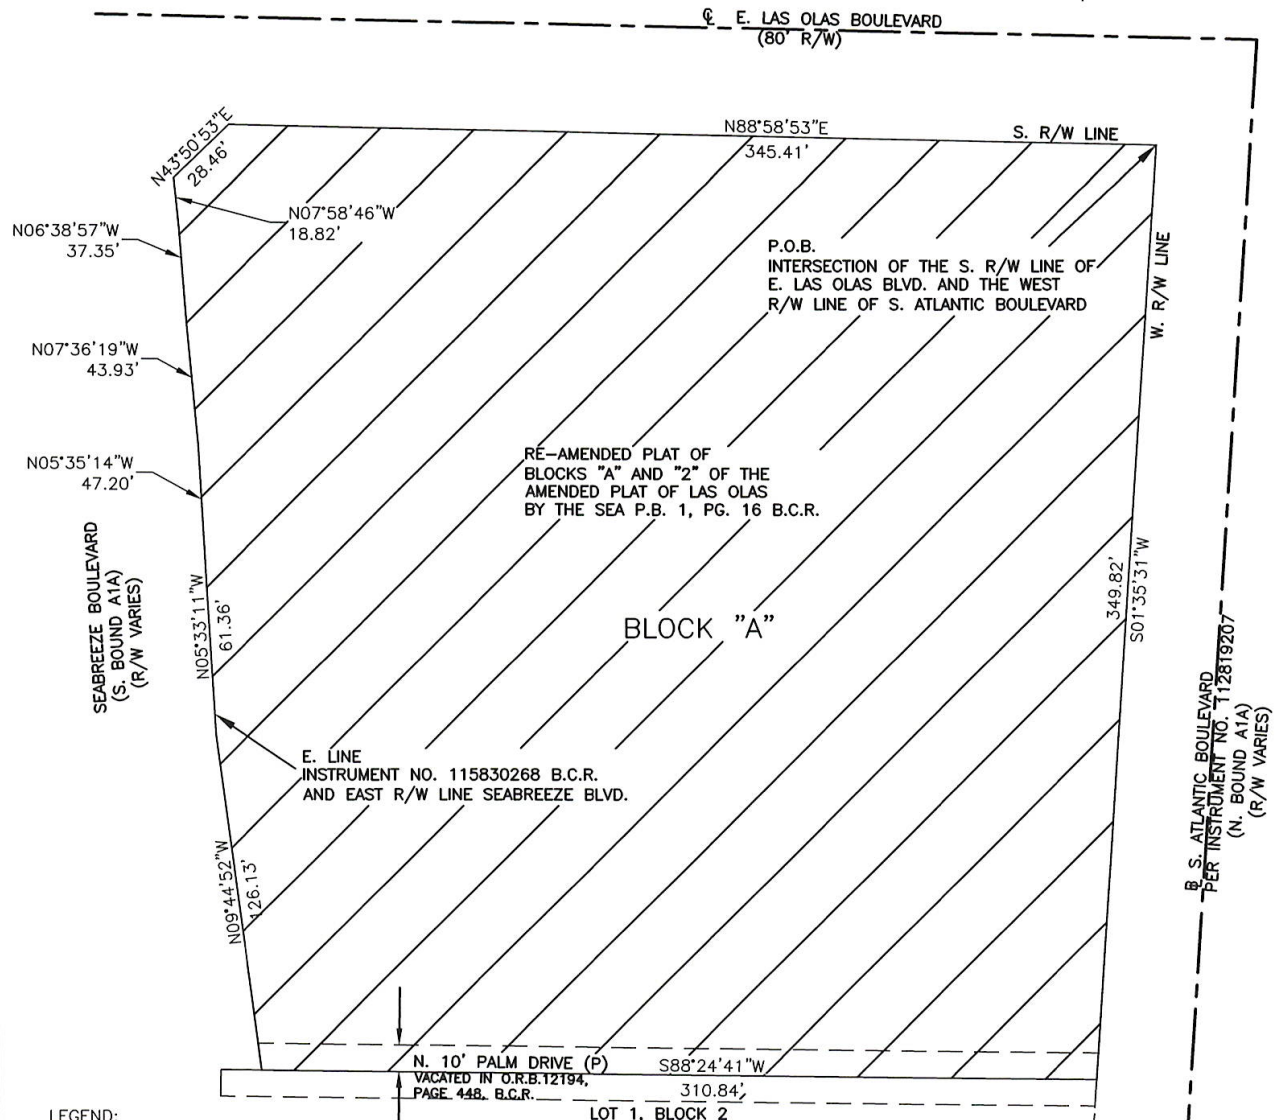 ℄ E. LAS OLAS BOULEVARD
(80' R/W)
N43°50'53"E
28.46'
N88°58'53"E
345.41'
S. R/W LINE
N07°58'46"W
18.82'
N06°38'57"W
37.35'
P.O.B.
INTERSECTION OF THE S. R/W LINE OF
E. LAS OLAS BLVD. AND THE WEST
R/W LINE OF S. ATLANTIC BOULEVARD
W. R/W LINE
N07°36'19"W
43.93'
N05°35'14"W
47.20'
RE-AMENDED PLAT OF
BLOCKS "A" AND "2" OF THE
AMENDED PLAT OF LAS OLAS
BY THE SEA P.B. 1, PG. 16 B.C.R.
SEABREEZE BOULEVARD
(S. BOUND A1A)
(R/W VARIES)
N05°33'11"W
61.36'
BLOCK "A"
349.82'
S01°35'31"W
E. LINE
INSTRUMENT NO. 115830268 B.C.R.
AND EAST R/W LINE SEABREEZE BLVD.
S. ATLANTIC BOULEVARD
PER INSTRUMENT NO. 112819207
(N. BOUND A1A)
(R/W VARIES)
N09°44'52"W
126.13'
N. 10' PALM DRIVE (P)
VACATED IN O.R.B.12194,
PAGE 448, B.C.R.
S88°24'41"W
310.84'
LEGEND:
LOT 1, BLOCK 2